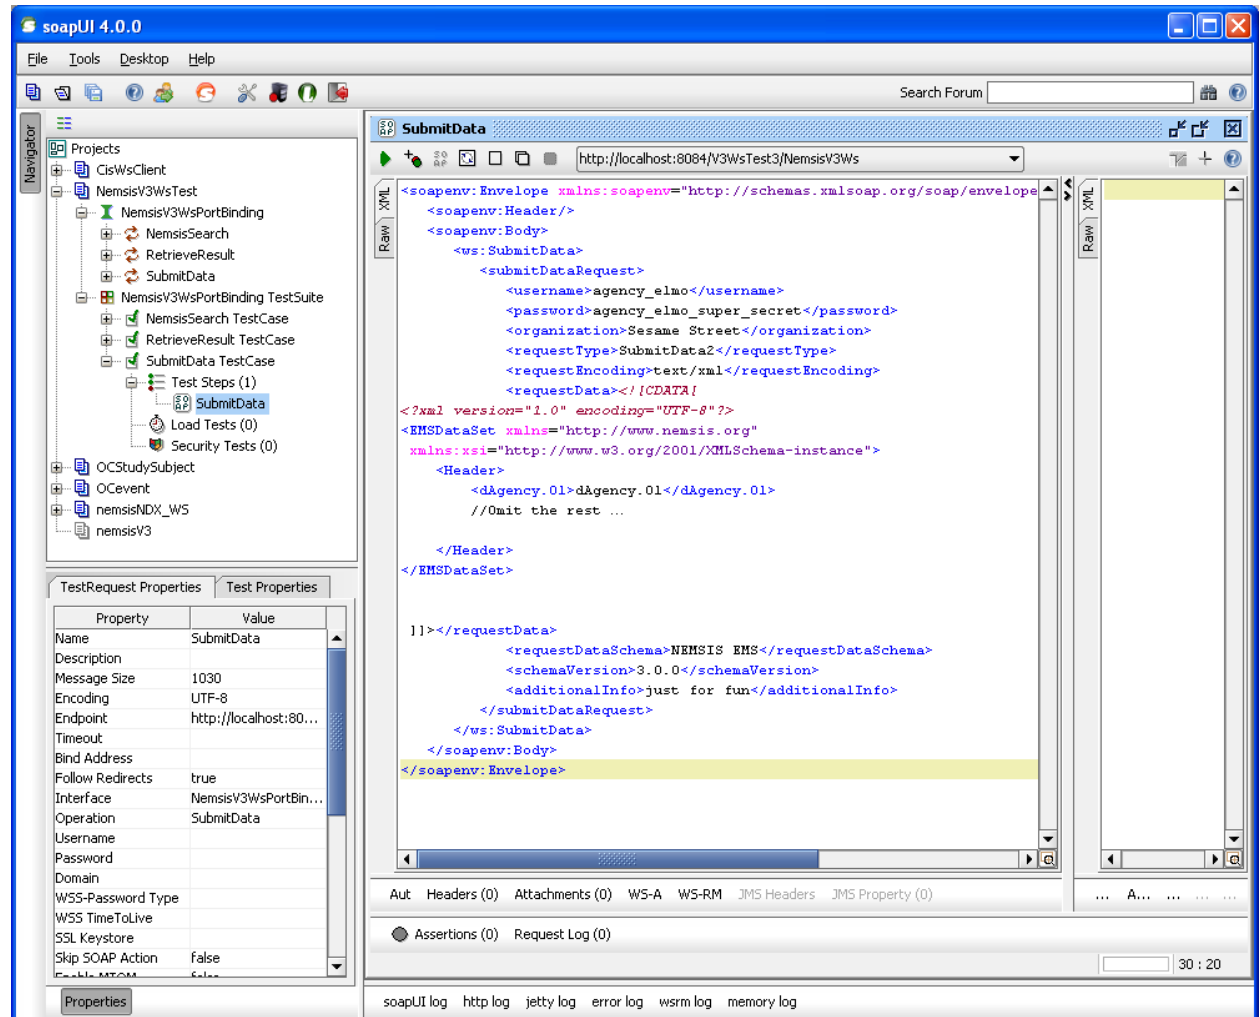 soapUI 4.0.0
File Tools Desktop Help
Search Forum
Navigator
Projects
CisWsClient
NemsisV3WsTest
NemsisV3WsPortBinding
NemsisSearch
RetrieveResult
SubmitData
NemsisV3WsPortBinding TestSuite
NemsisSearch TestCase
RetrieveResult TestCase
SubmitData TestCase
Test Steps (1)
SubmitData
Load Tests (0)
Security Tests (0)
OCStudySubject
OCevent
nemsisNDX_WS
nemsisV3
TestRequest Properties Test Properties
Property Value
Name SubmitData
Description
Message Size 1030
Encoding UTF-8
Endpoint http://localhost:80...
Timeout
Bind Address
Follow Redirects true
Interface NemsisV3WsPortBin...
Operation SubmitData
Username
Password
Domain
WSS-Password Type
WSS TimeToLive
SSL Keystore
Skip SOAP Action false
Enable MTOM false
Properties
SubmitData
http://localhost:8084/V3WsTest3/NemsisV3Ws
XML
Raw
<soapenv:Envelope xmlns:soapenv="http://schemas.xmlsoap.org/soap/envelope
<soapenv:Header/>
<soapenv:Body>
<ws:SubmitData>
<submitDataRequest>
<username>agency_elmo</username>
<password>agency_elmo_super_secret</password>
<organization>Sesame Street</organization>
<requestType>SubmitData2</requestType>
<requestEncoding>text/xml</requestEncoding>
<requestData><![CDATA[
<?xml version="1.0" encoding="UTF-8"?>
<EMSDataSet xmlns="http://www.nemsis.org"
xmlns:xsi="http://www.w3.org/2001/XMLSchema-instance">
<Header>
<dAgency.01>dAgency.01</dAgency.01>
//Omit the rest ...
</Header>
</EMSDataSet>
]]></requestData>
<requestDataSchema>NEMSIS EMS</requestDataSchema>
<schemaVersion>3.0.0</schemaVersion>
<additionalInfo>just for fun</additionalInfo>
</submitDataRequest>
</ws:SubmitData>
</soapenv:Body>
</soapenv:Envelope>
XML
Raw
Aut Headers (0) Attachments (0) WS-A WS-RM JMS Headers JMS Property (0)
... A... ... ... ...
Assertions (0) Request Log (0)
30 : 20
soapUI log http log jetty log error log wsrm log memory log